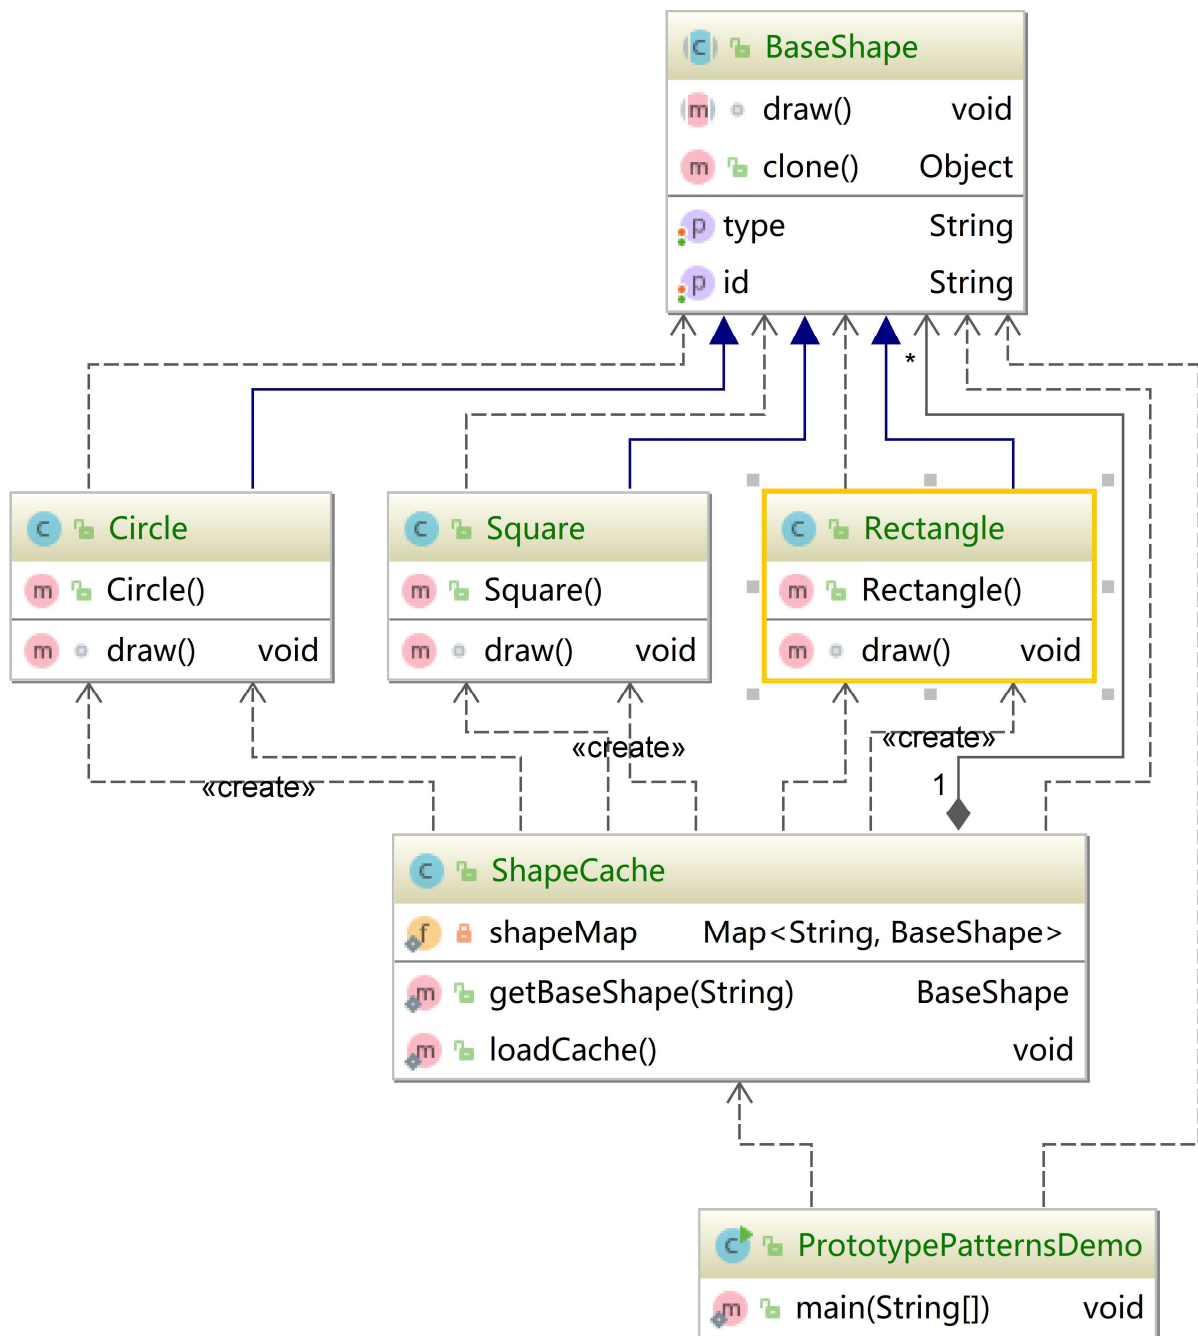 BaseShape
draw() void
clone() Object
type String
id String
*
Circle
Circle()
draw() void
Square
Square()
draw() void
Rectangle
Rectangle()
draw() void
«create»
«create»
«create»
1
ShapeCache
shapeMap Map<String, BaseShape>
getBaseShape(String) BaseShape
loadCache() void
PrototypePatternsDemo
main(String[]) void